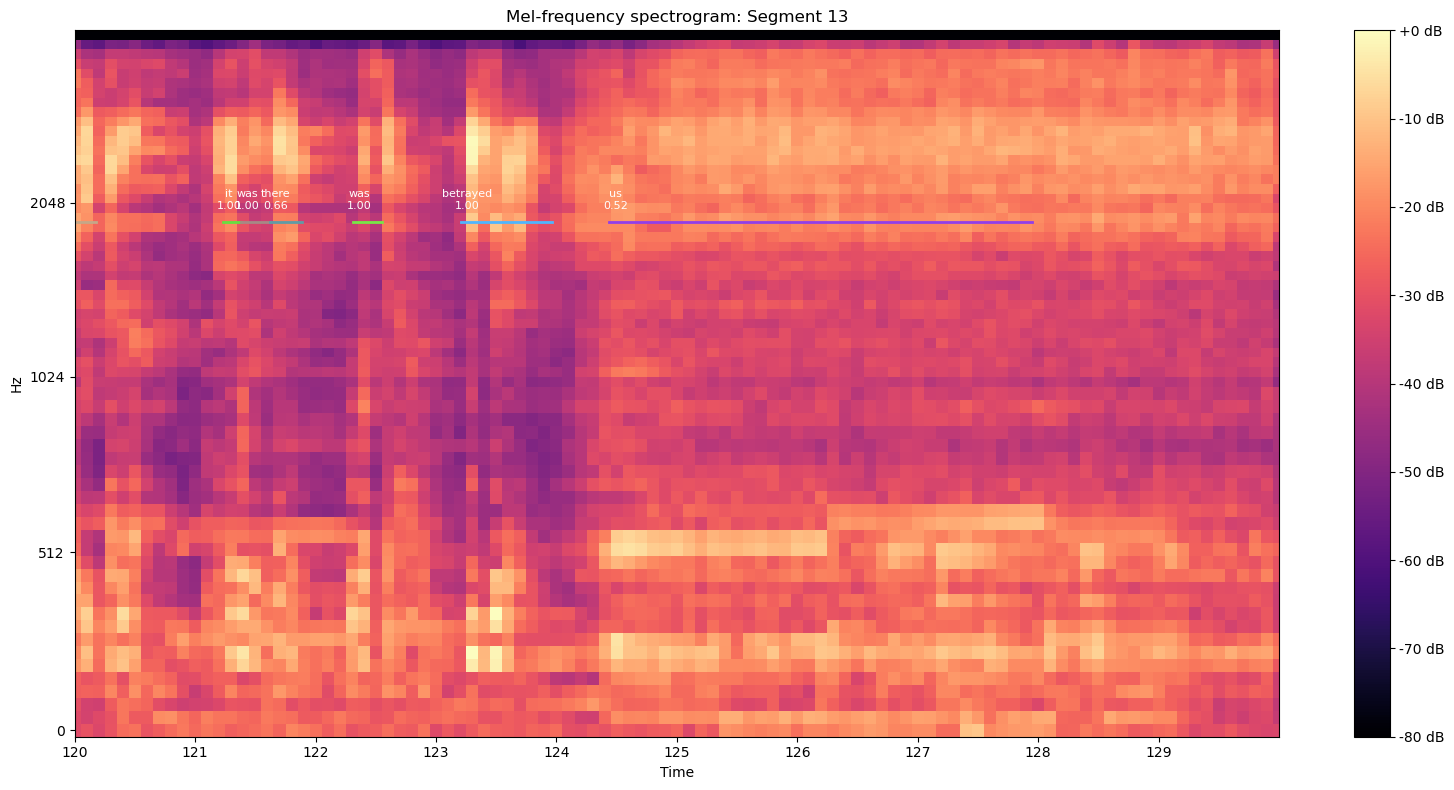 Mel-frequency spectrogram: Segment 13
+0 dB
-10 dB
-20 dB
-30 dB
-40 dB
-50 dB
-60 dB
-70 dB
-80 dB
Hz
2048
1024
512
0
it was there was betrayed us
1.00 1.00 0.66 1.00 1.00 0.52
120 121 122 123 124 125 126 127 128 129
Time